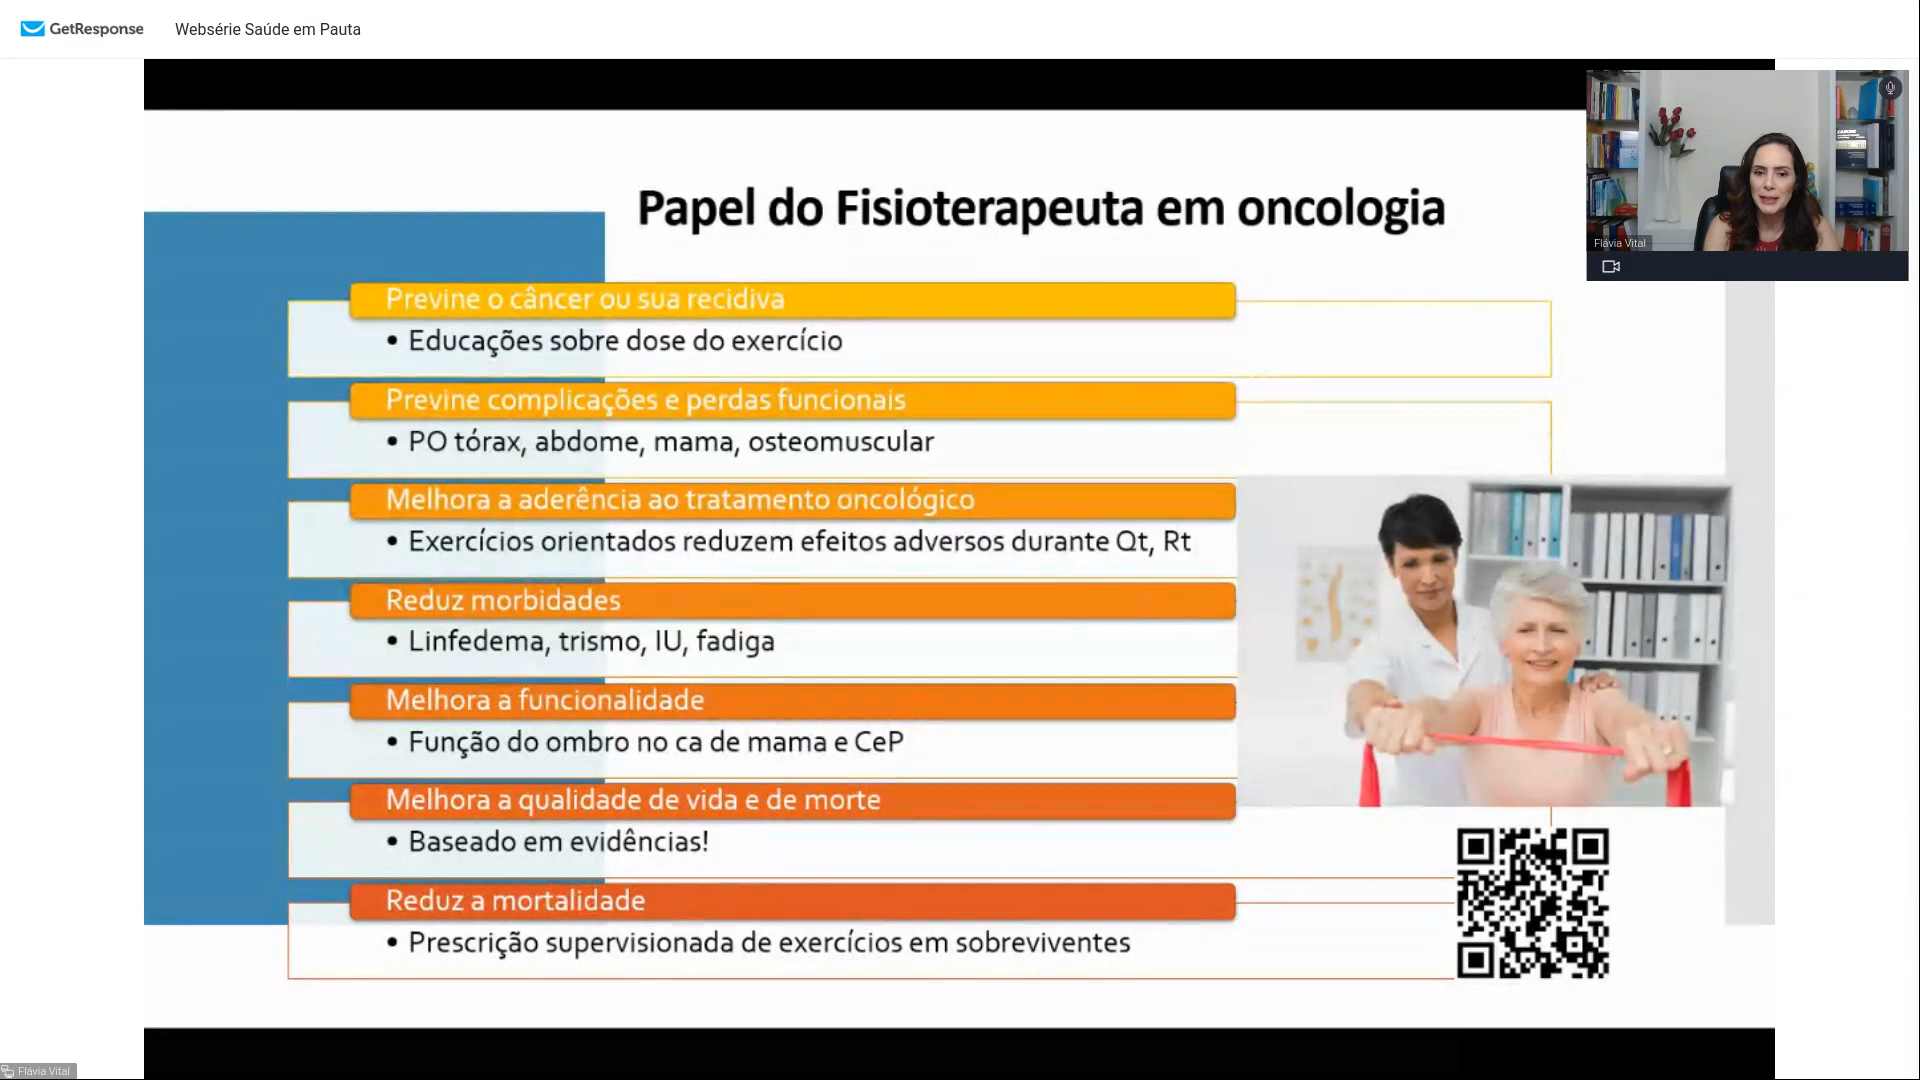 GetResponse Websérie Saúde em Pauta
Flávia Vital
Papel do Fisioterapeuta em oncologia
Previne o câncer ou sua recidiva
• Educações sobre dose do exercício
Previne complicações e perdas funcionais
• PO tórax, abdome, mama, osteomuscular
Melhora a aderência ao tratamento oncológico
• Exercícios orientados reduzem efeitos adversos durante Qt, Rt
Reduz morbidades
• Linfedema, trismo, IU, fadiga
Melhora a funcionalidade
• Função do ombro no ca de mama e CeP
Melhora a qualidade de vida e de morte
• Baseado em evidências!
Reduz a mortalidade
• Prescrição supervisionada de exercícios em sobreviventes
Flávia Vital